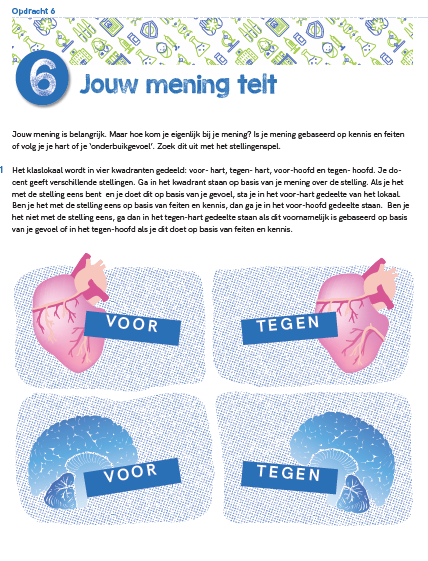 Opdracht 6
6
Jouw mening telt
Jouw mening is belangrijk. Maar hoe kom je eigenlijk bij je mening? Is je mening gebaseerd op kennis en feiten
of volg je je hart of je ‘onderbuikgevoel’. Zoek dit uit met het stellingenspel.
1 Het klaslokaal wordt in vier kwadranten gedeeld: voor- hart, tegen- hart, voor-hoofd en tegen- hoofd. Je do-
cent geeft verschillende stellingen. Ga in het kwadrant staan op basis van je mening over de stelling. Als je het
met de stelling eens bent en je doet dit op basis van je gevoel, sta je in het voor-hart gedeelte van het lokaal.
Ben je het met de stelling eens op basis van feiten en kennis, dan ga je in het voor-hoofd gedeelte staan. Ben je
het niet met de stelling eens, ga dan in het tegen-hart gedeelte staan als dit voornamelijk is gebaseerd op basis
van je gevoel of in het tegen-hoofd als je dit doet op basis van feiten en kennis.
VOOR
TEGEN
VOOR
TEGEN